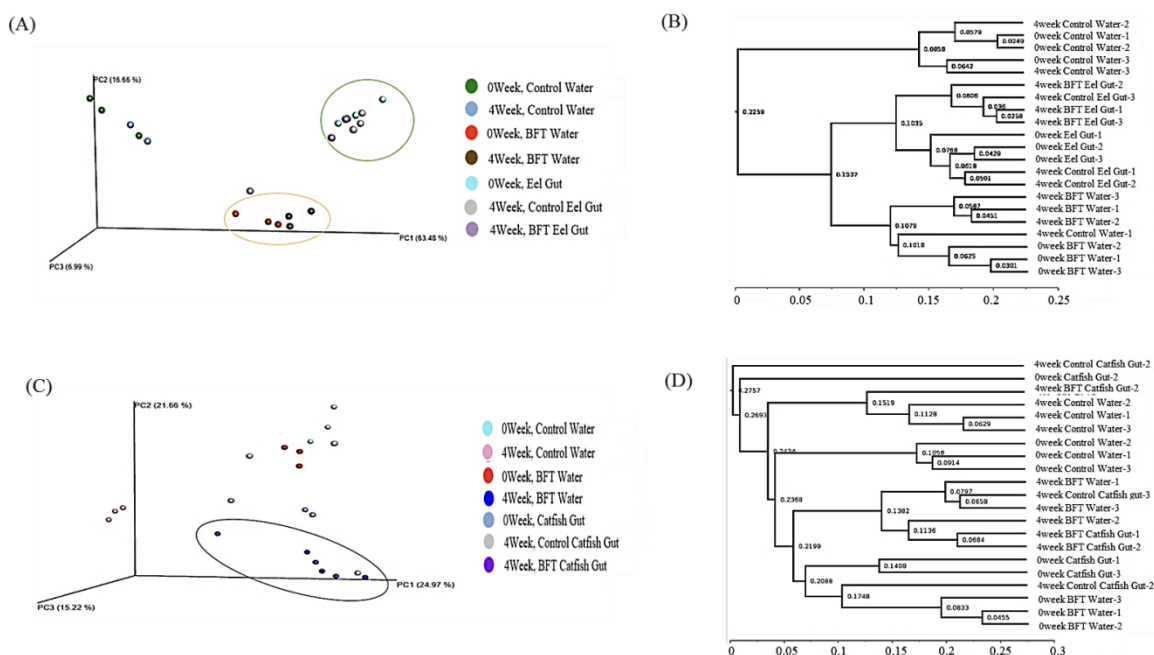 (A)
PC2 (16.66 %)
PC1 (63.48 %)
PC3 (6.99 %)
0Week, Control Water
4Week, Control Water
0Week, BFT Water
4Week, BFT Water
0Week, Eel Gut
4Week, Control Eel Gut
4Week, BFT Eel Gut
(B)
4week Control Water-2
0week Control Water-1
0week Control Water-2
0week Control Water-3
4week Control Water-3
4week BFT Eel Gut-2
4week Control Eel Gut-3
4week BFT Eel Gut-1
4week BFT Eel Gut-3
0week Eel Gut-1
0week Eel Gut-2
0week Eel Gut-3
4week Control Eel Gut-1
4week Control Eel Gut-2
4week BFT Water-3
4week BFT Water-1
4week BFT Water-2
4week Control Water-1
0week BFT Water-2
0week BFT Water-1
0week BFT Water-3
0.0579
0.0249
0.0858
0.0642
0.2259
0.0606
0.036
0.0258
0.1035
0.0766
0.0429
0.0618
0.0501
0.1537
0.0587
0.0451
0.1079
0.1018
0.0625
0.0301
0 0.05 0.1 0.15 0.2 0.25
(C)
PC2 (21.66 %)
PC1 (24.97 %)
PC3 (15.22 %)
0Week, Control Water
4Week, Control Water
0Week, BFT Water
4Week, BFT Water
0Week, Catfish Gut
4Week, Control Catfish Gut
4Week, BFT Catfish Gut
(D)
4week Control Catfish Gut-2
0week Catfish Gut-2
4week BFT Catfish Gut-2
4week Control Water-2
4week Control Water-1
4week Control Water-3
0week Control Water-2
0week Control Water-1
0week Control Water-3
4week BFT Water-1
4week Control Catfish gut-3
4week BFT Water-3
4week BFT Water-2
4week BFT Catfish Gut-1
4week BFT Catfish Gut-2
0week Catfish Gut-1
0week Catfish Gut-3
4week Control Catfish Gut-2
0week BFT Water-3
0week BFT Water-1
0week BFT Water-2
0.2757
0.2693
0.1519
0.1128
0.0629
0.1058
0.0914
0.2368
0.0797
0.0658
0.1382
0.1136
0.0684
0.2199
0.1400
0.2088
0.1748
0.0833
0.0455
0 0.05 0.1 0.15 0.2 0.25 0.3